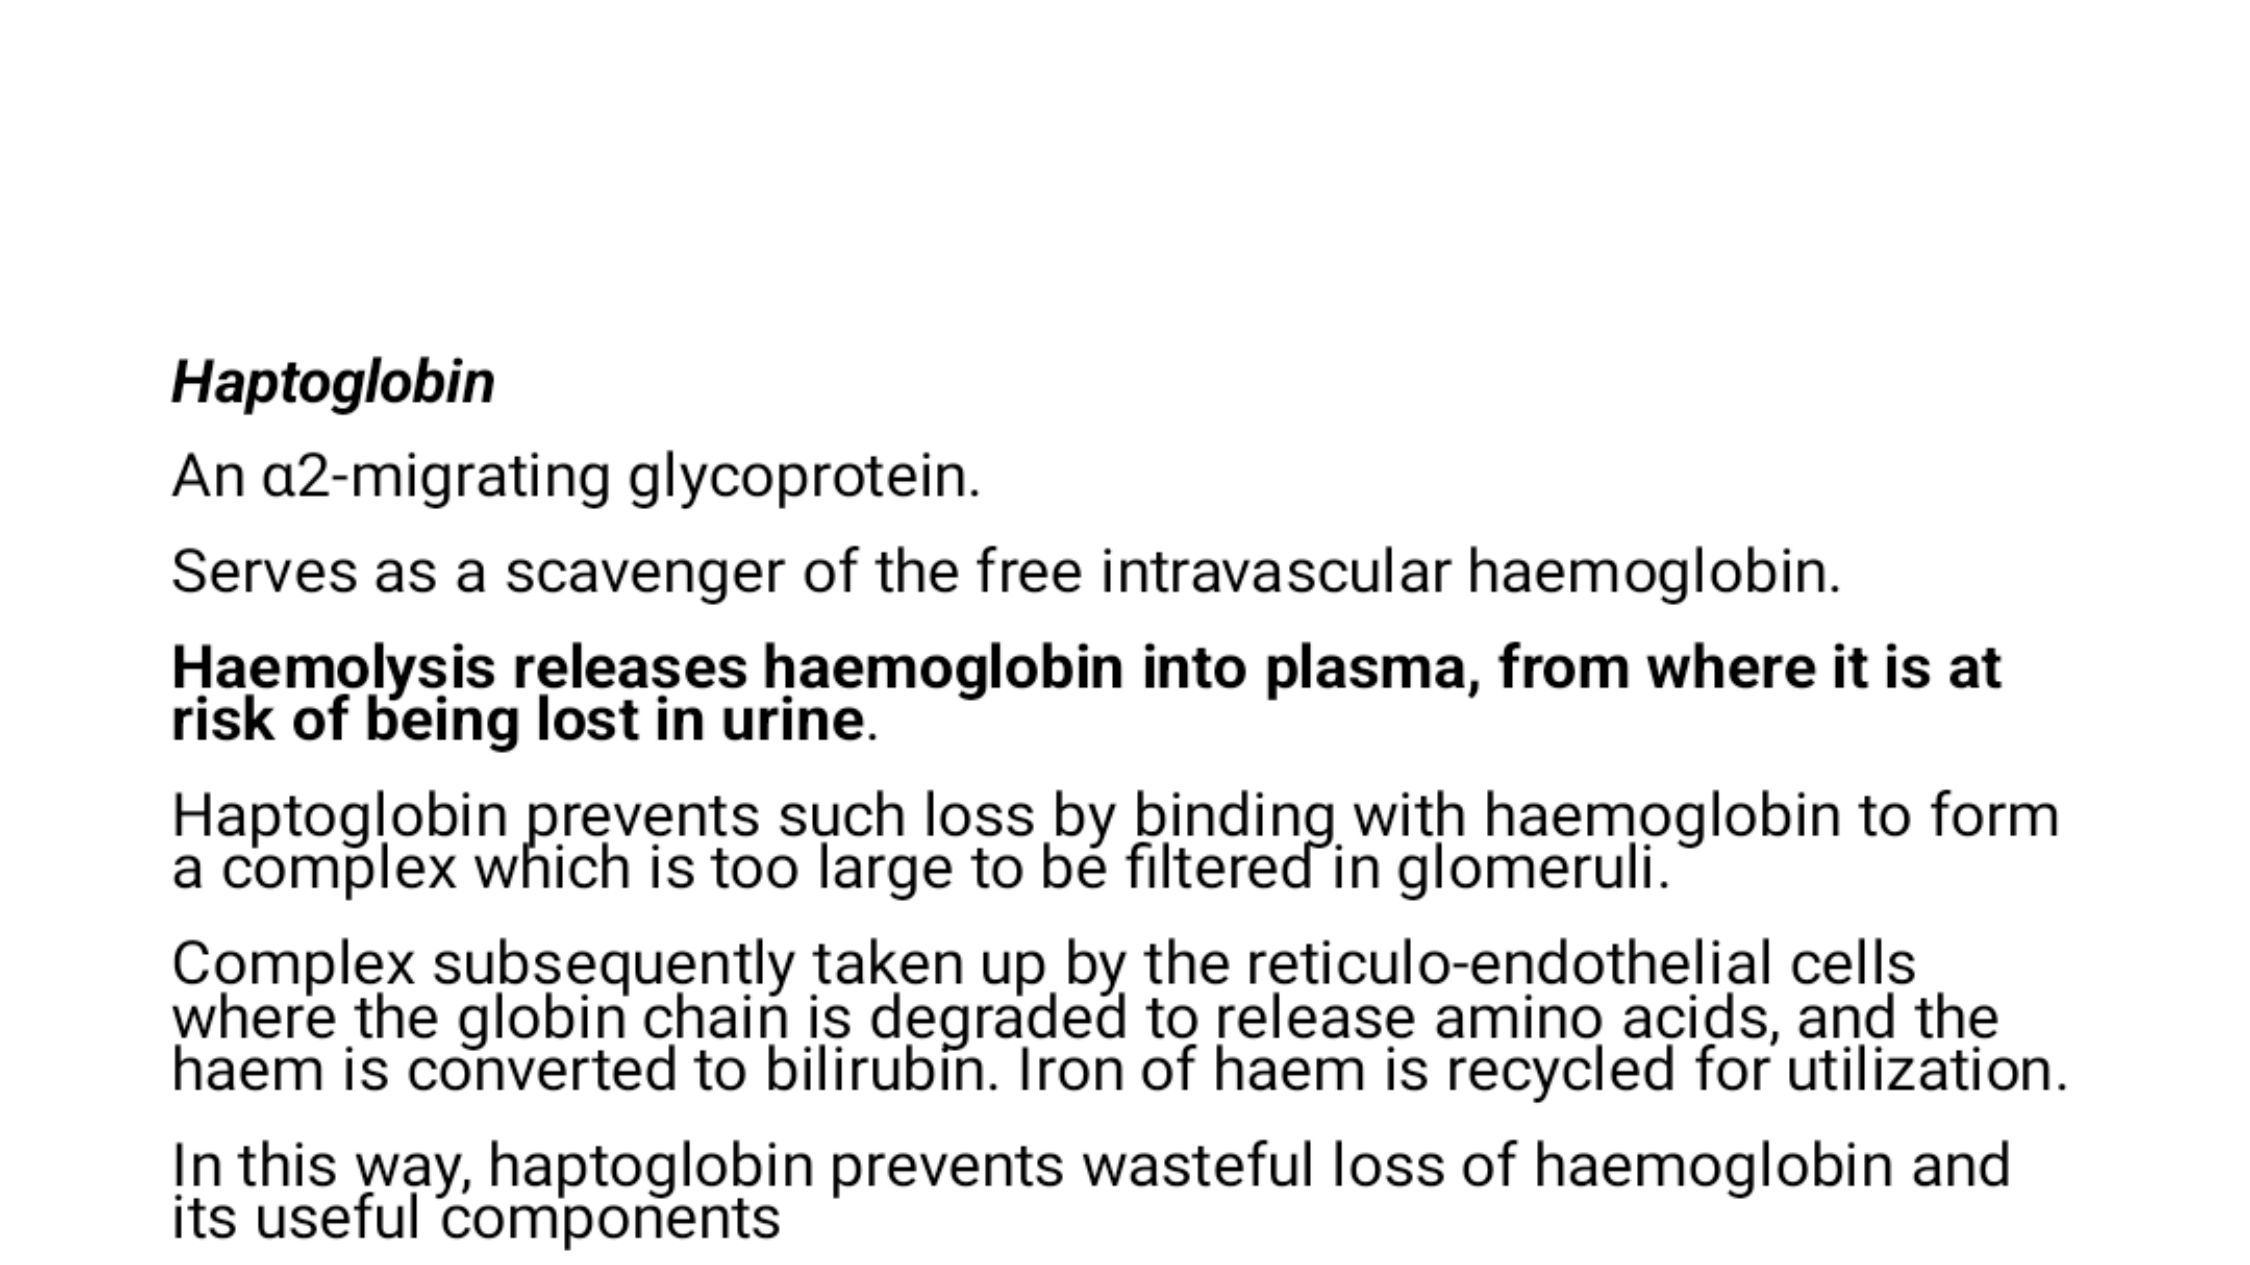 Haptoglobin
An α2-migrating glycoprotein.
Serves as a scavenger of the free intravascular haemoglobin.
Haemolysis releases haemoglobin into plasma, from where it is at
risk of being lost in urine.
Haptoglobin prevents such loss by binding with haemoglobin to form
a complex which is too large to be filtered in glomeruli.
Complex subsequently taken up by the reticulo-endothelial cells
where the globin chain is degraded to release amino acids, and the
haem is converted to bilirubin. Iron of haem is recycled for utilization.
In this way, haptoglobin prevents wasteful loss of haemoglobin and
its useful components